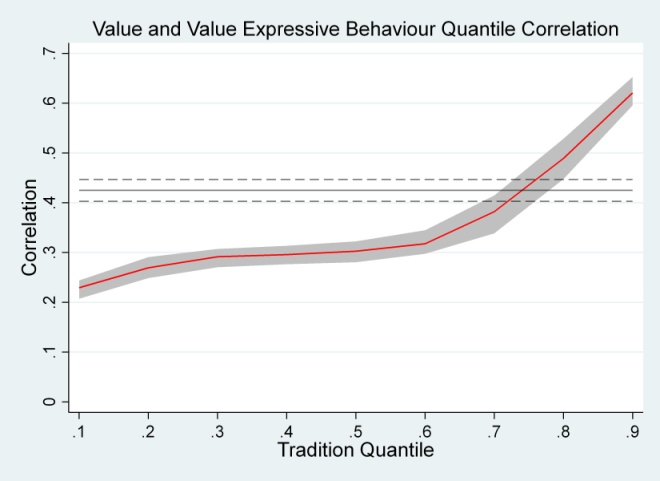 Value and Value Expressive Behaviour Quantile Correlation
.7
.6
.5
.4
.3
.2
.1
0
Correlation
.1 .2 .3 .4 .5 .6 .7 .8 .9
Tradition Quantile